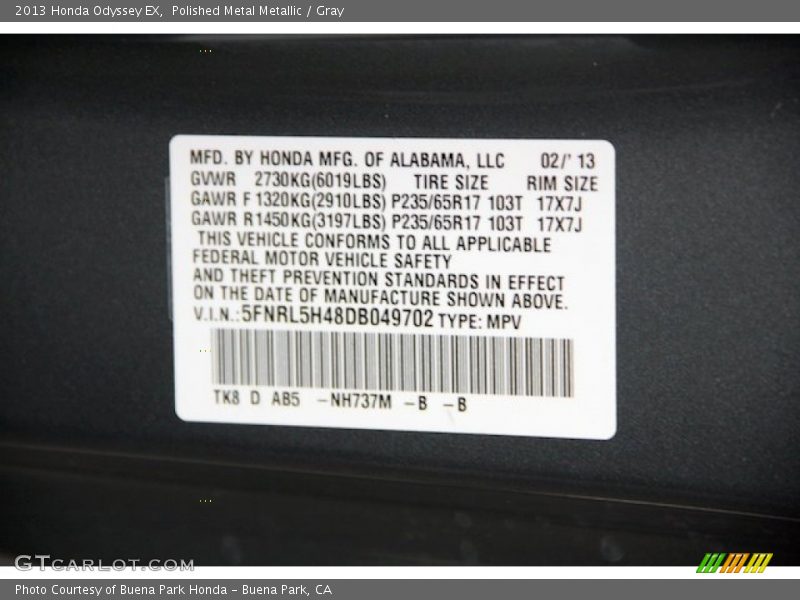 2013 Honda Odyssey EX, Polished Metal Metallic / Gray
MFD. BY HONDA MFG. OF ALABAMA, LLC 02/' 13
GVWR 2730KG(6019LBS) TIRE SIZE RIM SIZE
GAWR F 1320KG(2910LBS) P235/65R17 103T 17X7J
GAWR R1450KG(3197LBS) P235/65R17 103T 17X7J
THIS VEHICLE CONFORMS TO ALL APPLICABLE
FEDERAL MOTOR VEHICLE SAFETY
AND THEFT PREVENTION STANDARDS IN EFFECT
ON THE DATE OF MANUFACTURE SHOWN ABOVE.
V.I.N.:5FNRL5H48DB049702 TYPE: MPV
TK8 D AB5 -NH737M -B -B
GTCARLOT.COM
Photo Courtesy of Buena Park Honda - Buena Park, CA